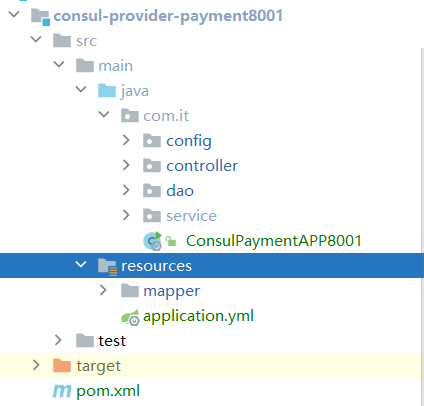 consul-provider-payment8001
src
main
java
com.it
config
controller
dao
service
ConsulPaymentAPP8001
resources
mapper
application.yml
test
target
pom.xml